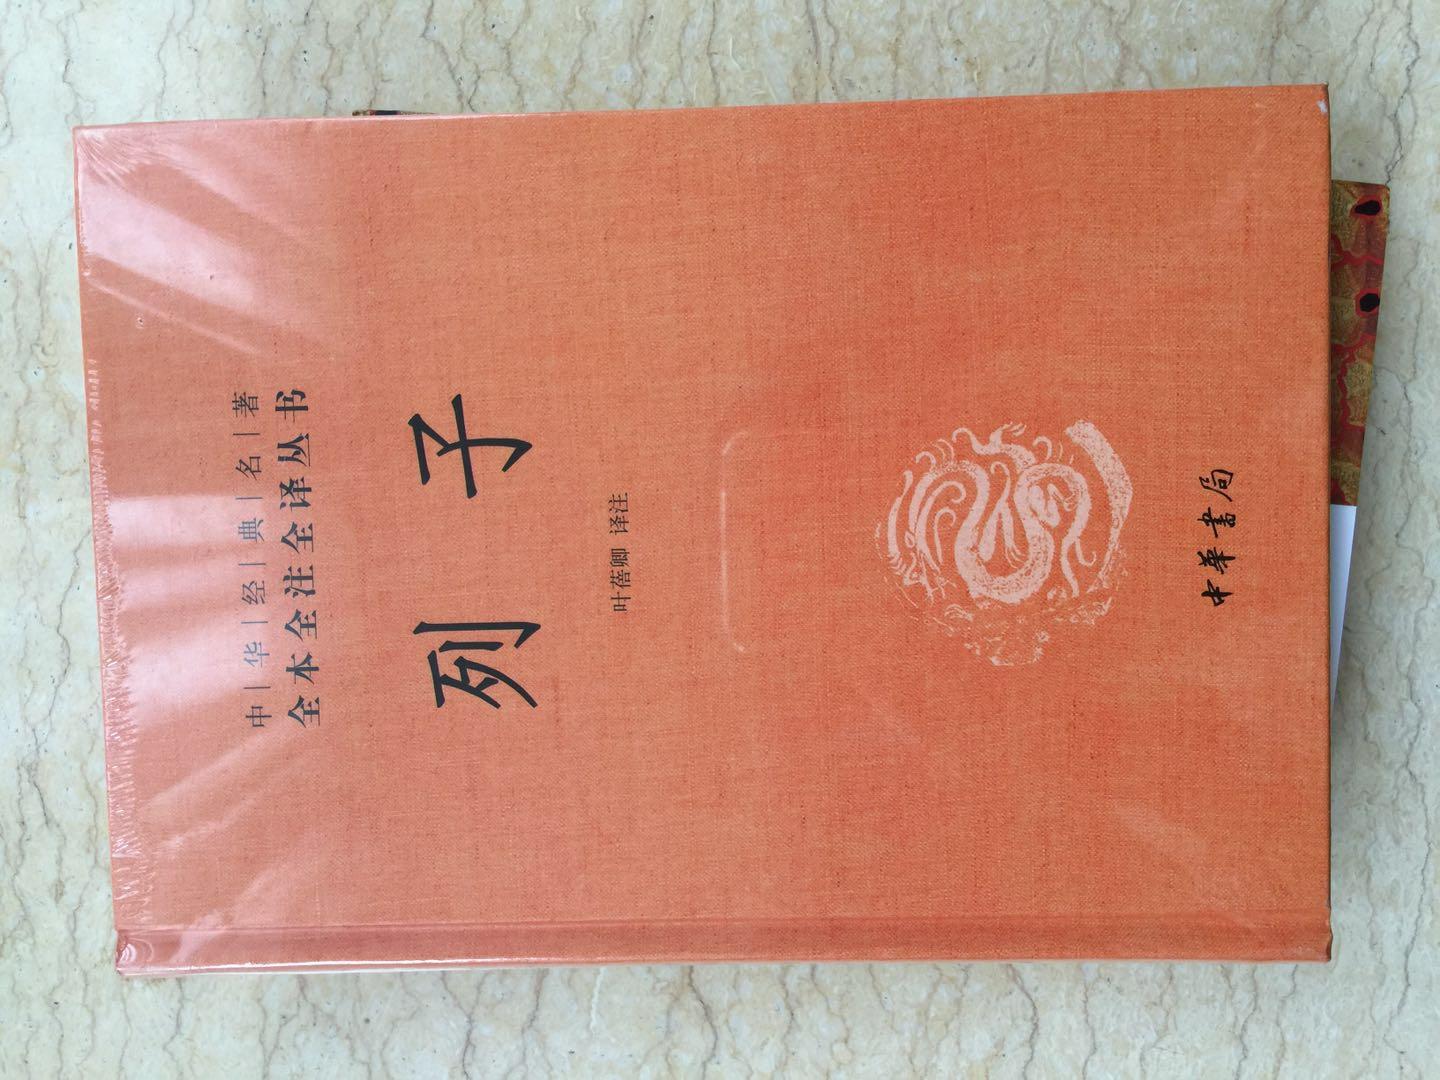 中|华|经|典|名|著
全本全注全译丛书
列子
叶蓓卿 译注
中华书局